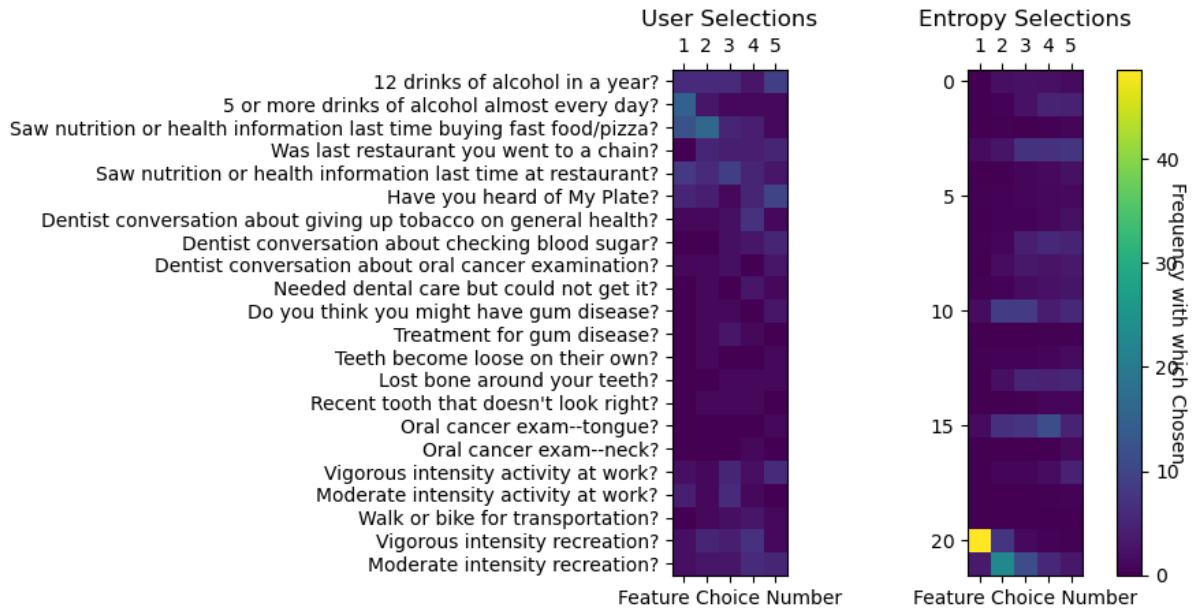 User Selections
Entropy Selections
1 2 3 4 5
1 2 3 4 5
12 drinks of alcohol in a year?
5 or more drinks of alcohol almost every day?
Saw nutrition or health information last time buying fast food/pizza?
Was last restaurant you went to a chain?
Saw nutrition or health information last time at restaurant?
Have you heard of My Plate?
Dentist conversation about giving up tobacco on general health?
Dentist conversation about checking blood sugar?
Dentist conversation about oral cancer examination?
Needed dental care but could not get it?
Do you think you might have gum disease?
Treatment for gum disease?
Teeth become loose on their own?
Lost bone around your teeth?
Recent tooth that doesn't look right?
Oral cancer exam--tongue?
Oral cancer exam--neck?
Vigorous intensity activity at work?
Moderate intensity activity at work?
Walk or bike for transportation?
Vigorous intensity recreation?
Moderate intensity recreation?
Feature Choice Number
0
5
10
15
20
Feature Choice Number
40
30
20
10
0
Frequency with which Chosen